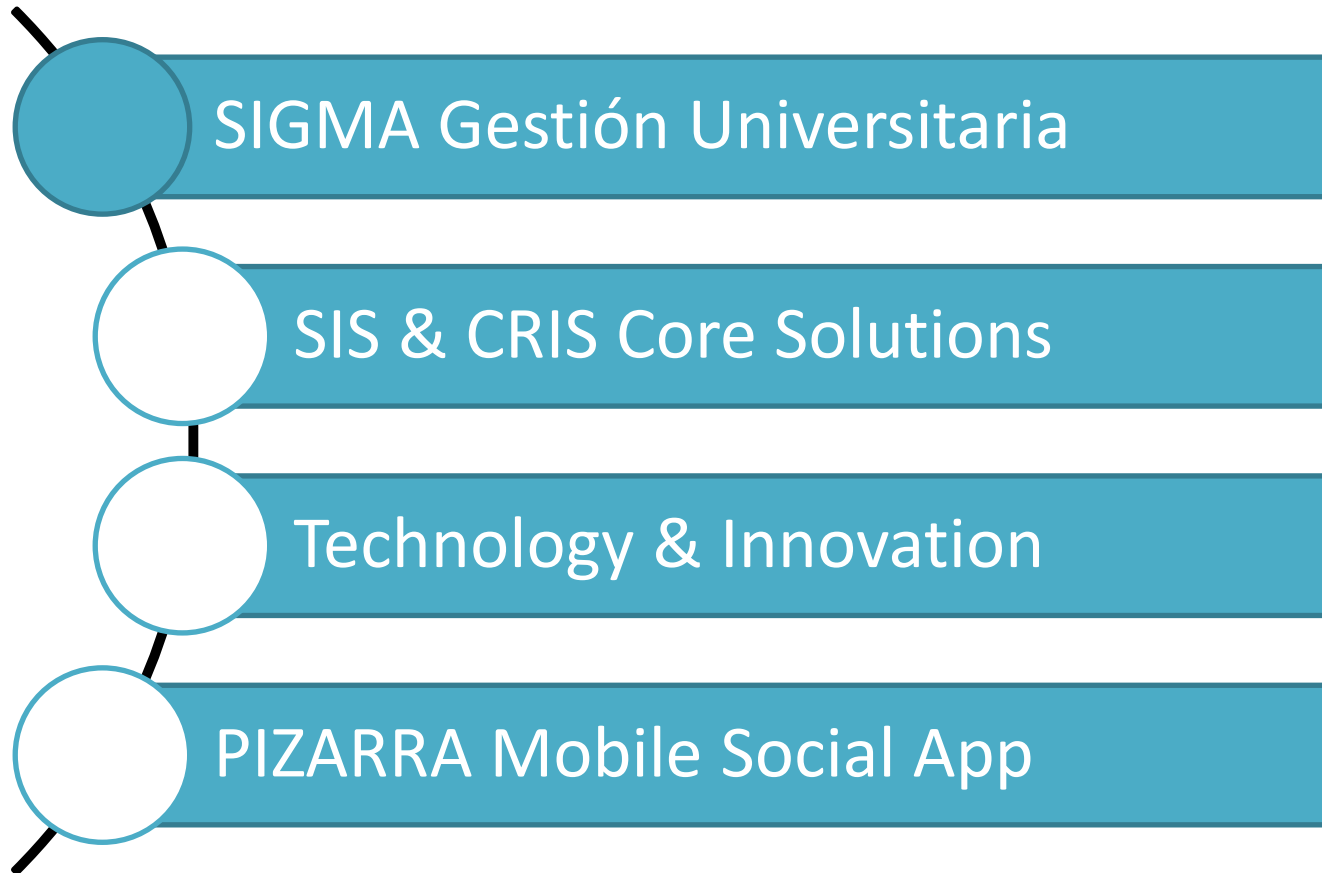 SIGMA Gestión Universitaria
SIS & CRIS Core Solutions
Technology & Innovation
PIZARRA Mobile Social App